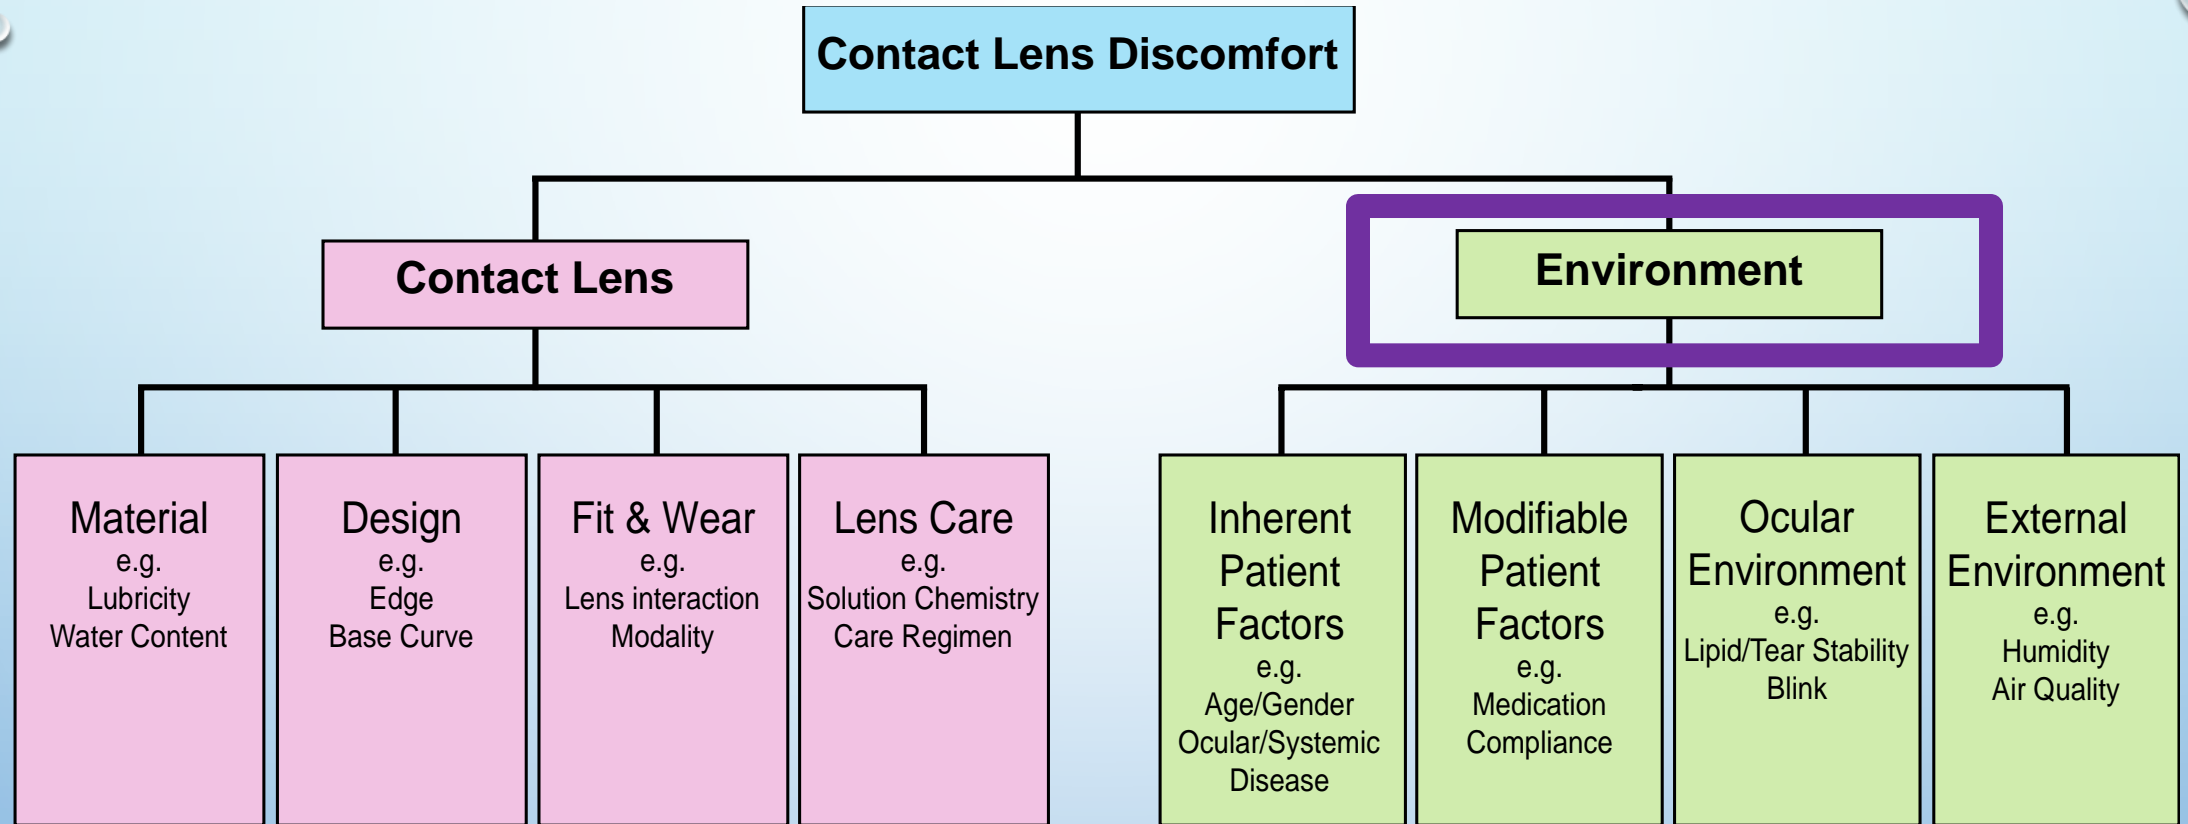 Contact Lens Discomfort
Contact Lens
Environment
Material
e.g.
Lubricity
Water Content
Design
e.g.
Edge
Base Curve
Fit & Wear
e.g.
Lens interaction
Modality
Lens Care
e.g.
Solution Chemistry
Care Regimen
Inherent
Patient
Factors
e.g.
Age/Gender
Ocular/Systemic
Disease
Modifiable
Patient
Factors
e.g.
Medication
Compliance
Ocular
Environment
e.g.
Lipid/Tear Stability
Blink
External
Environment
e.g.
Humidity
Air Quality